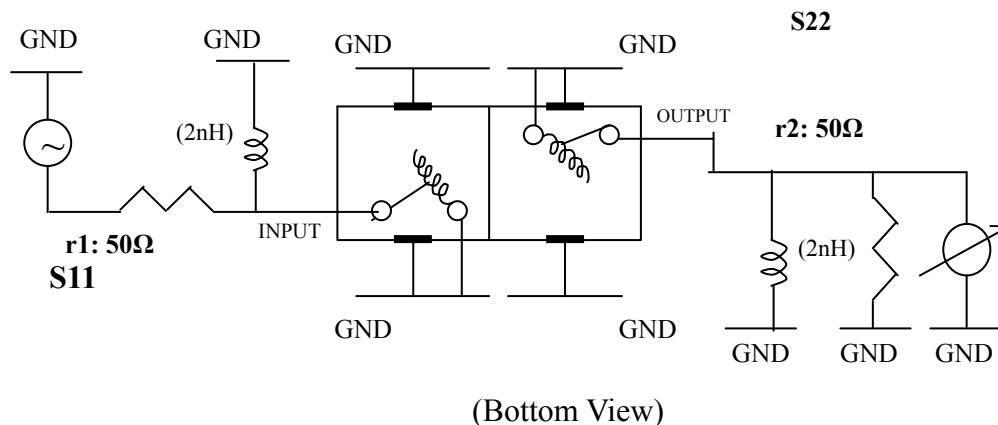 S22
GND
GND
GND
GND
OUTPUT
(2nH)
r2: 50Ω
INPUT
r1: 50Ω
S11
(2nH)
GND
GND
GND
GND
GND
(Bottom View)